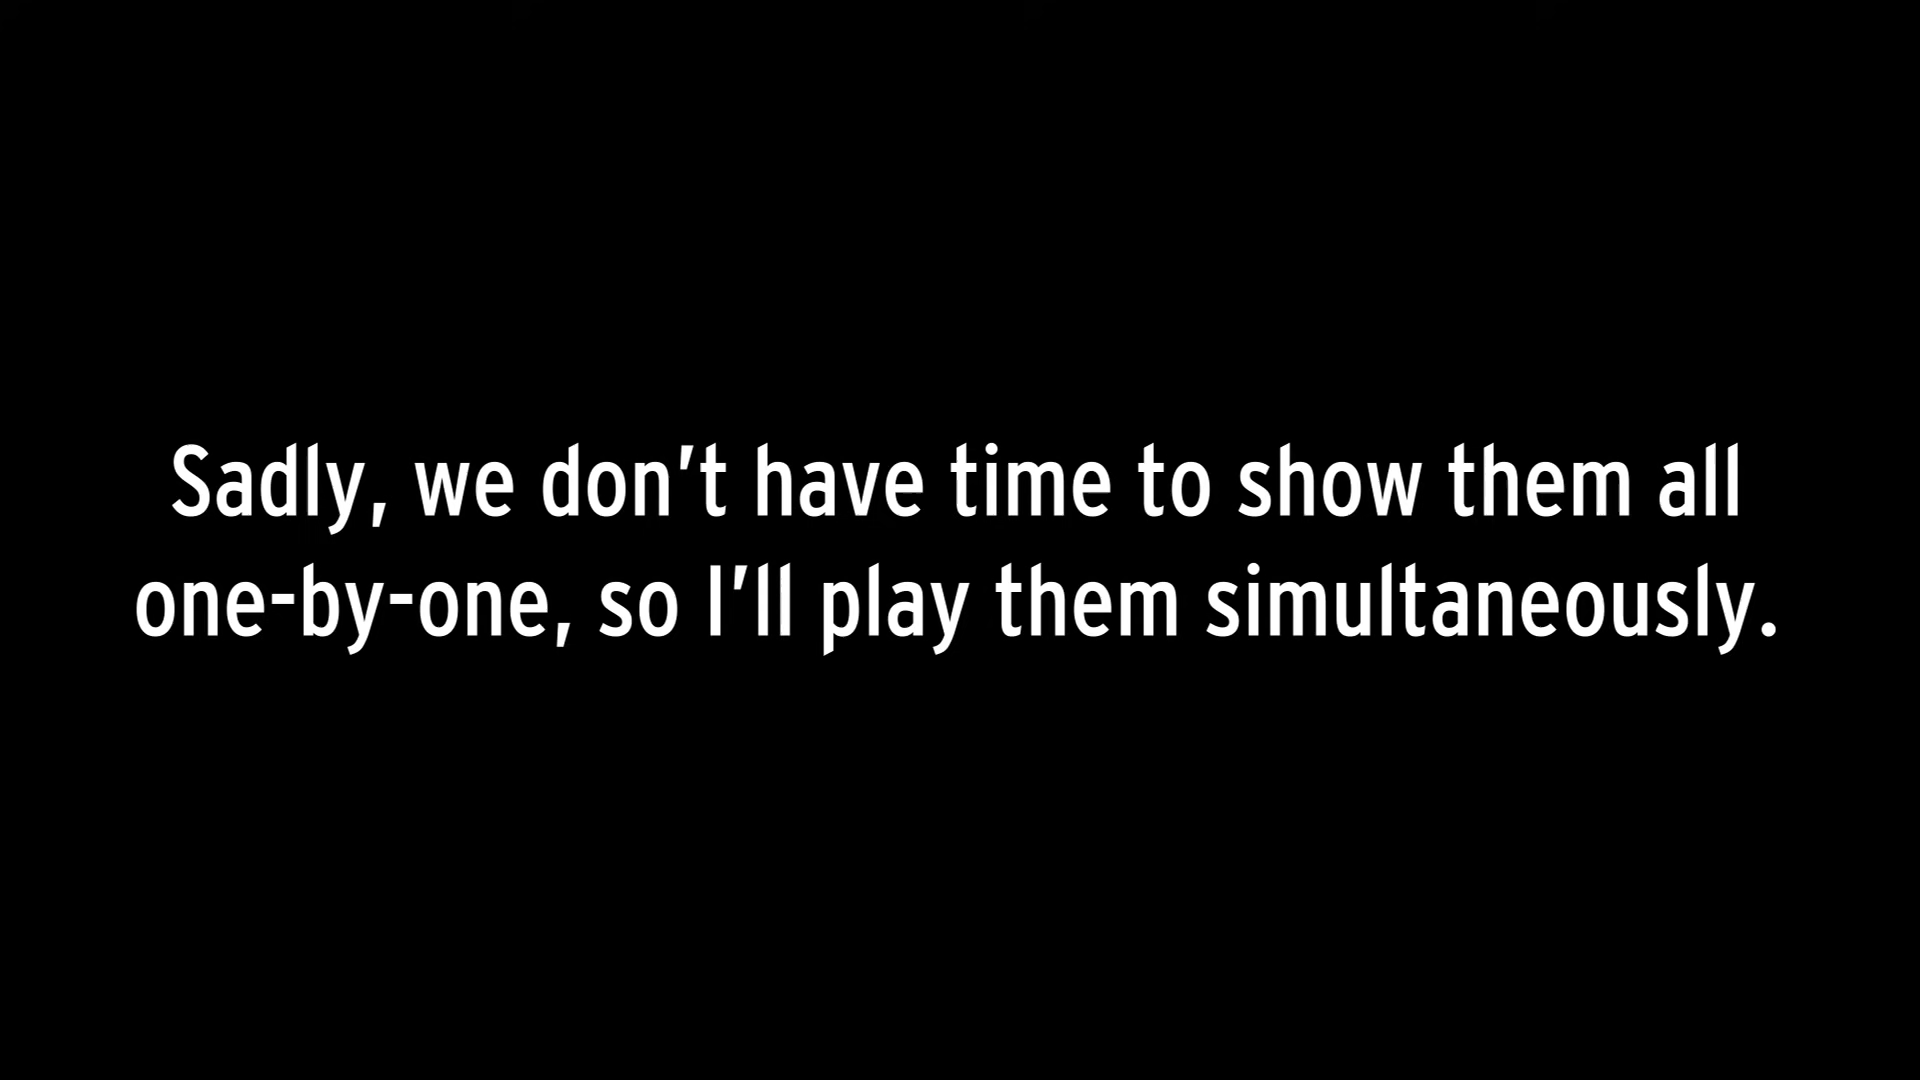 Sadly, we don't have time to show them all
one-by-one, so I'll play them simultaneously.